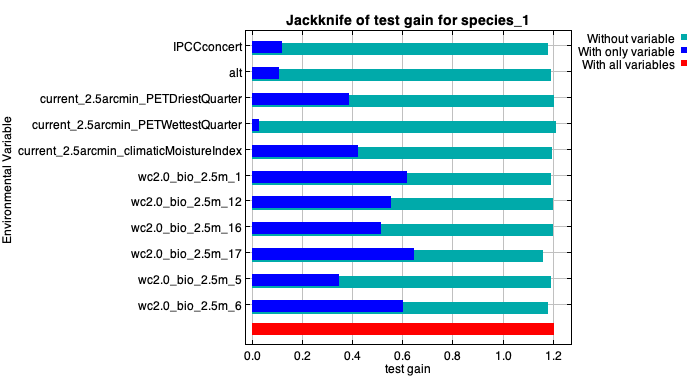 Jackknife of test gain for species_1
Without variable
With only variable
With all variables
Environmental Variable
IPCCconcert
alt
current_2.5arcmin_PETDriestQuarter
current_2.5arcmin_PETWettestQuarter
current_2.5arcmin_climaticMoistureIndex
wc2.0_bio_2.5m_1
wc2.0_bio_2.5m_12
wc2.0_bio_2.5m_16
wc2.0_bio_2.5m_17
wc2.0_bio_2.5m_5
wc2.0_bio_2.5m_6
0.0 0.2 0.4 0.6 0.8 1.0 1.2
test gain